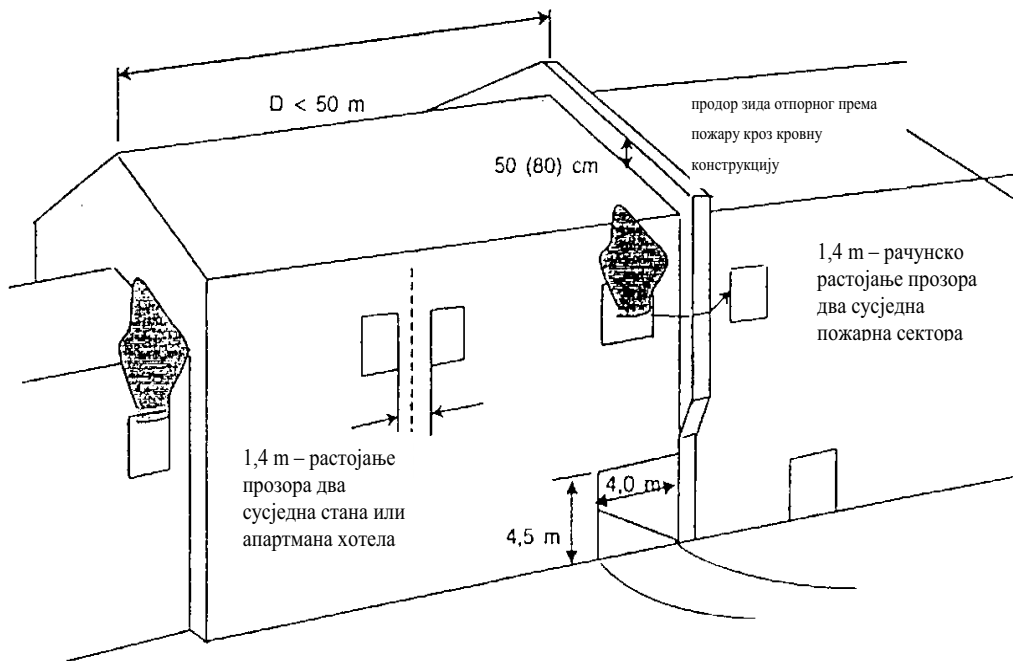 D < 50 m
продор зида отпорног према
пожару кроз кровну
конструкцију
50 (80) cm
1,4 m – рачунско
растојање прозора
два сусједна
пожарна сектора
1,4 m – растојање
прозора два
сусједна стана или
апартмана хотела
4,0 m
4,5 m